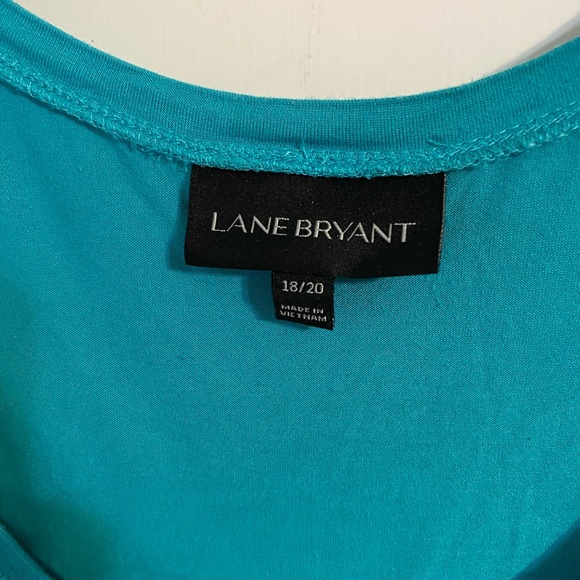 LANE BRYANT
18/20
MADE IN
VIETNAM